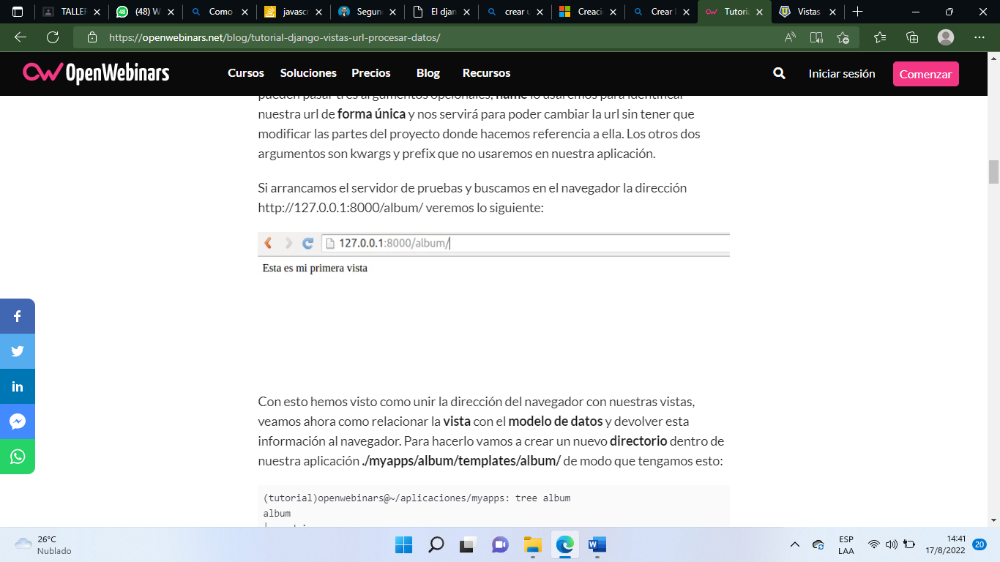 TALLER
(48) W
Como
javascr
Segun
El djan
crear u
Creaci
Crear
Tutoria
Vistas
https://openwebinars.net/blog/tutorial-django-vistas-url-procesar-datos/
OpenWebinars
Cursos Soluciones Precios Blog Recursos
Iniciar sesión
Comenzar
pueden pasar tres argumentos opcionales, name lo usaremos para identificar
nuestra url de forma única y nos servirá para poder cambiar la url sin tener que
modificar las partes del proyecto donde hacemos referencia a ella. Los otros dos
argumentos son kwargs y prefix que no usaremos en nuestra aplicación.
Si arrancamos el servidor de pruebas y buscamos en el navegador la dirección
http://127.0.0.1:8000/album/ veremos lo siguiente:
127.0.0.1:8000/album/
Esta es mi primera vista
Con esto hemos visto como unir la dirección del navegador con nuestras vistas,
veamos ahora como relacionar la vista con el modelo de datos y devolver esta
información al navegador. Para hacerlo vamos a crear un nuevo directorio dentro de
nuestra aplicación ./myapps/album/templates/album/ de modo que tengamos esto:
(tutorial)openwebinars@~/aplicaciones/myapps: tree album
album
26°C
Nublado
ESP
LAA
14:41
17/8/2022
20